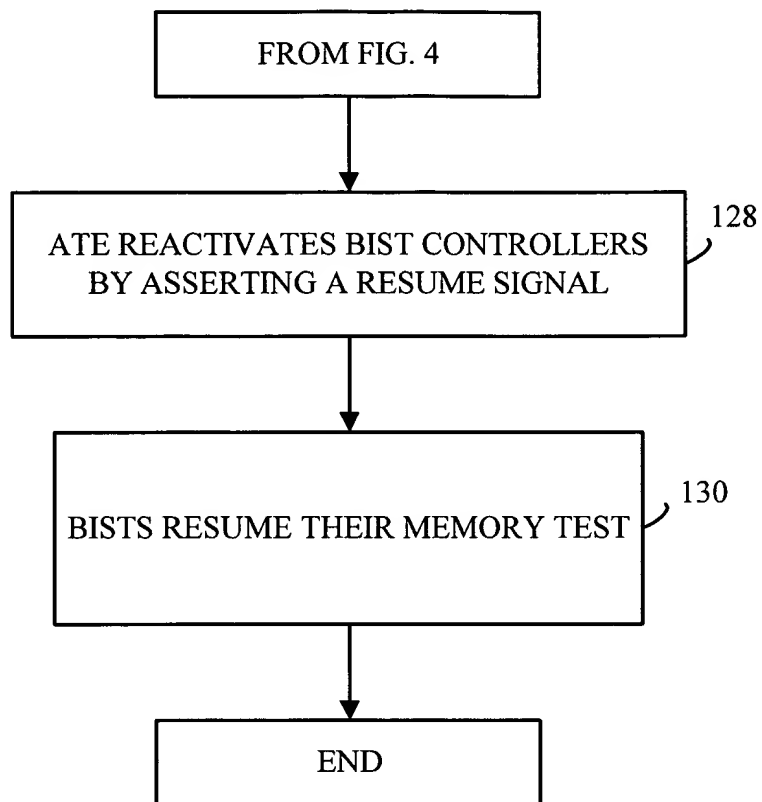 FROM FIG. 4
ATE REACTIVATES BIST CONTROLLERS
BY ASSERTING A RESUME SIGNAL
128
BISTS RESUME THEIR MEMORY TEST
130
END